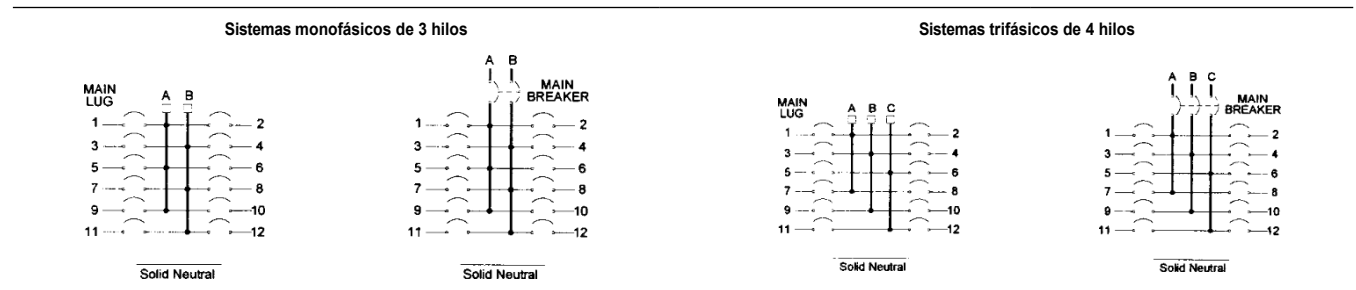 Sistemas monofásicos de 3 hilos
MAIN
LUG
A B
1 2
3 4
5 6
7 8
9 10
11 12
Solid Neutral
A B
MAIN
BREAKER
1 2
3 4
5 6
7 8
9 10
11 12
Solid Neutral
Sistemas trifásicos de 4 hilos
MAIN
LUG
A B C
1 2
3 4
5 6
7 8
9 10
11 12
Solid Neutral
A B C
MAIN
BREAKER
1 2
3 4
5 6
7 8
9 10
11 12
Solid Neutral